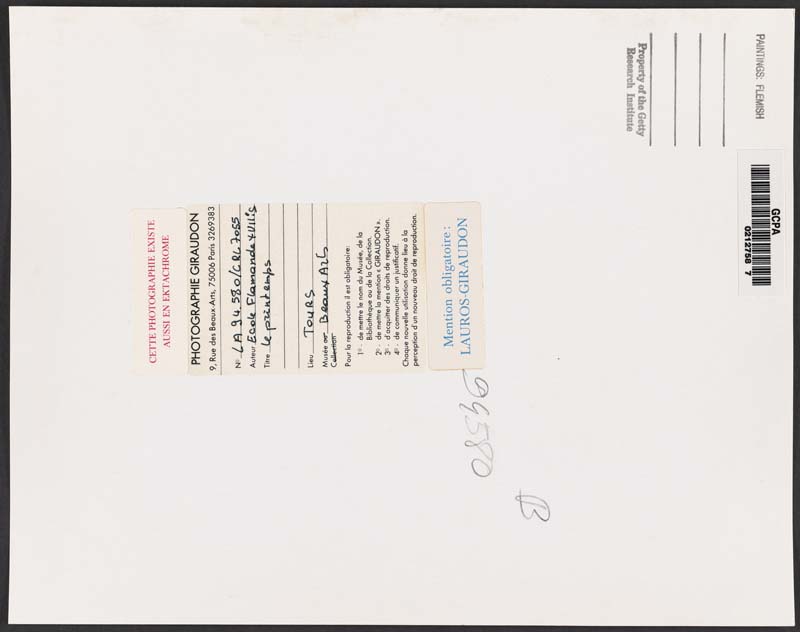 PAINTINGS: FLEMISH
Property of the Getty
Research Institute
GCPA
0212758 7
CETTE PHOTOGRAPHIE EXISTE
AUSSI EN EKTACHROME
PHOTOGRAPHIE GIRAUDON
9, Rue des Beaux-Arts, 75006 Paris 3269383
N° LA 94 580/CRL 7055
Auteur Ecole Flamande XVII
Titre le printemps
Lieu TOURS
Musée ou Beaux Arts
Collection
Pour la reproduction il est obligatoire:
1° - de mettre le nom du Musée, de la
Bibliothèque ou de la Collection.
2° - de mettre la mention « GIRAUDON ».
3° - d'acquitter des droits de reproduction.
4° - de communiquer un justificatif.
Chaque nouvelle utilisation donne lieu à la
perception d'un nouveau droit de reproduction.
Mention obligatoire :
LAUROS-GIRAUDON
94580
B